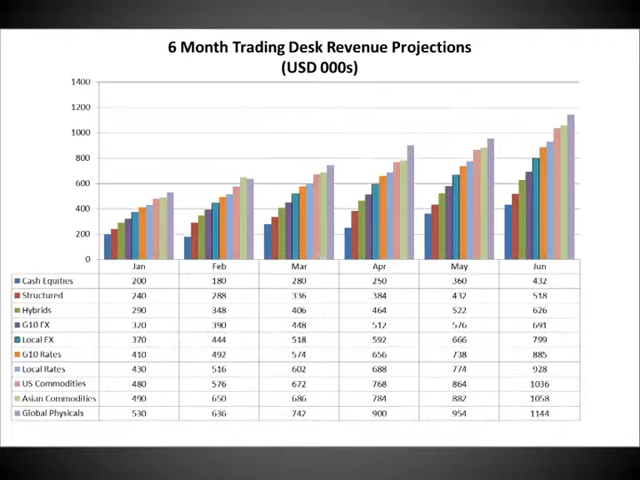 6 Month Trading Desk Revenue Projections
(USD 000s)
1400
1200
1000
800
600
400
200
0
Jan Feb Mar Apr May Jun
Cash Equities 200 180 280 250 360 432
Structured 240 288 336 384 432 518
Hybrids 290 348 406 464 522 626
G10 FX 320 390 448 512 576 691
Local FX 370 444 518 592 666 799
G10 Rates 410 492 574 656 738 885
Local Rates 430 516 602 688 774 928
US Commodities 480 576 672 768 864 1036
Asian Commodities 490 650 686 784 882 1058
Global Physicals 530 636 742 900 954 1144